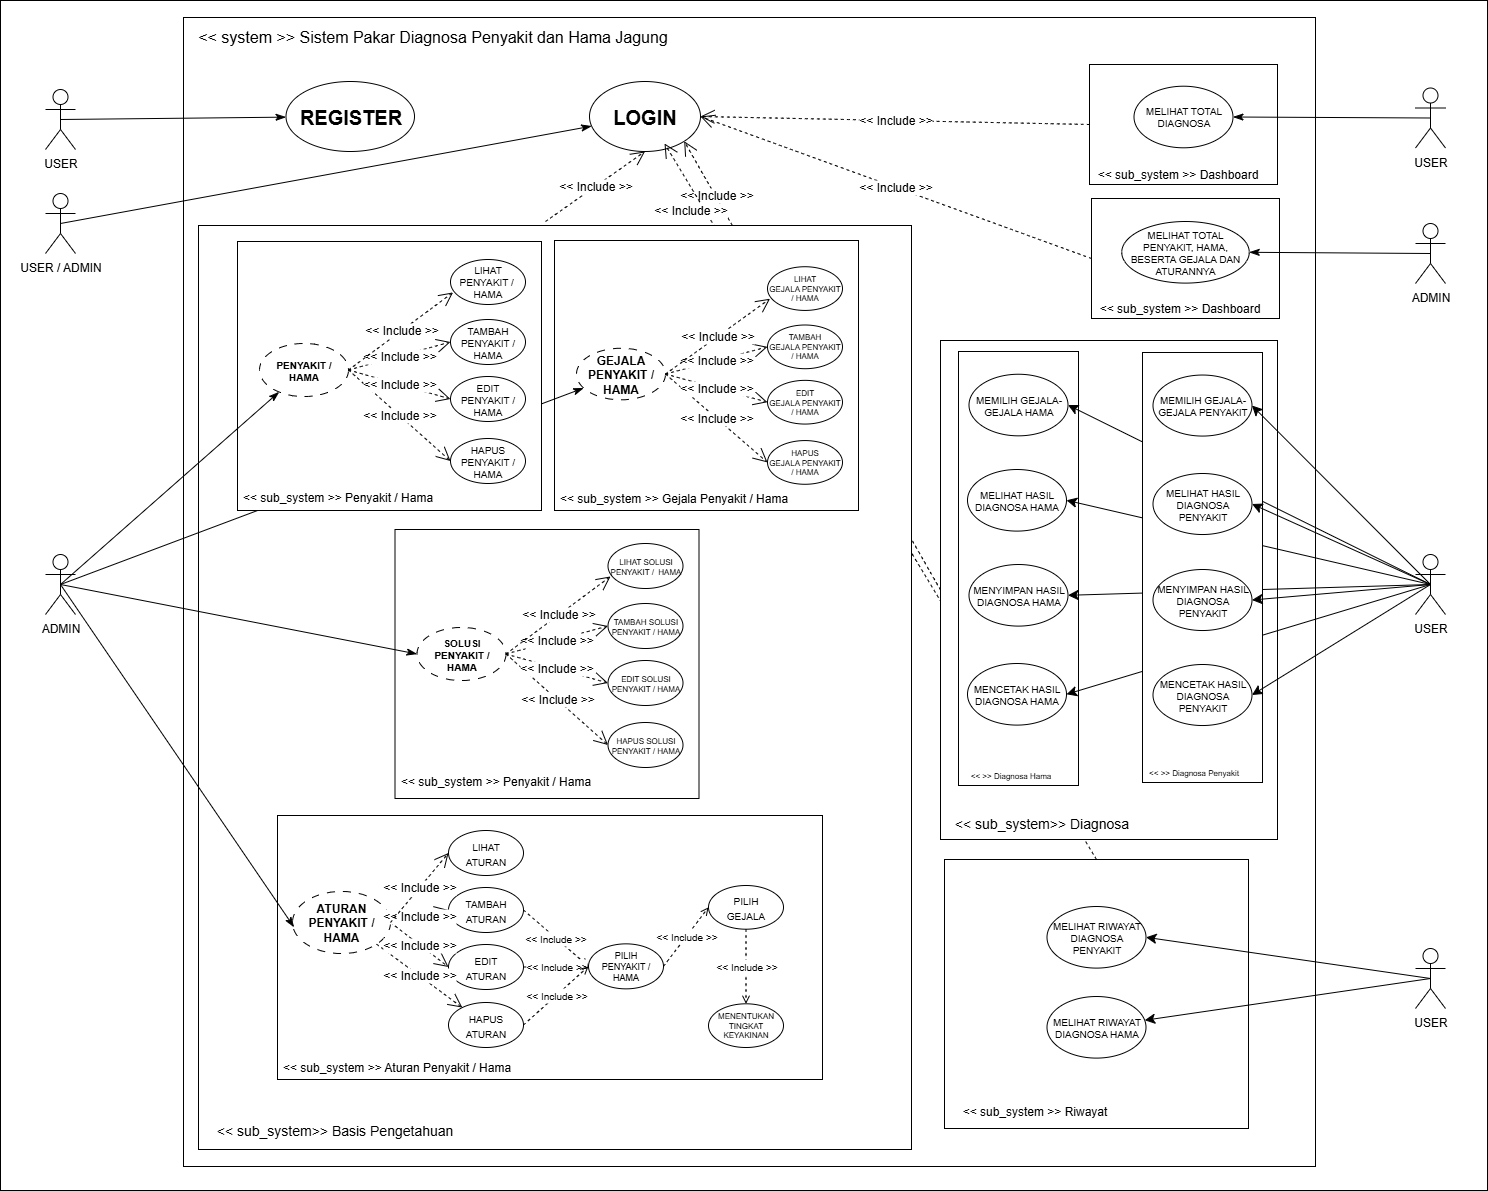 << system >> Sistem Pakar Diagnosa Penyakit dan Hama Jagung
USER
REGISTER
LOGIN
USER / ADMIN
<< Include >>
<< Include >>
<< Include >>
<< Include >>
<< Include >>
MELIHAT TOTAL
DIAGNOSA
<< sub_system >> Dashboard
USER
MELIHAT TOTAL
PENYAKIT, HAMA,
BESERTA GEJALA DAN
ATURANNYA
<< sub_system >> Dashboard
ADMIN
PENYAKIT /
HAMA
<< Include >>
<< Include >>
<< Include >>
<< Include >>
LIHAT
PENYAKIT /
HAMA
TAMBAH
PENYAKIT /
HAMA
EDIT
PENYAKIT /
HAMA
HAPUS
PENYAKIT /
HAMA
<< sub_system >> Penyakit / Hama
GEJALA
PENYAKIT /
HAMA
<< Include >>
<< Include >>
<< Include >>
<< Include >>
LIHAT
GEJALA PENYAKIT
/ HAMA
TAMBAH
GEJALA PENYAKIT
/ HAMA
EDIT
GEJALA PENYAKIT
/ HAMA
HAPUS
GEJALA PENYAKIT
/ HAMA
<< sub_system >> Gejala Penyakit / Hama
ADMIN
SOLUSI
PENYAKIT /
HAMA
<< Include >>
<< Include >>
<< Include >>
<< Include >>
LIHAT SOLUSI
PENYAKIT / HAMA
TAMBAH SOLUSI
PENYAKIT / HAMA
EDIT SOLUSI
PENYAKIT / HAMA
HAPUS SOLUSI
PENYAKIT / HAMA
<< sub_system >> Penyakit / Hama
ATURAN
PENYAKIT /
HAMA
<< Include >>
<< Include >>
<< Include >>
<< Include >>
LIHAT
ATURAN
TAMBAH
ATURAN
EDIT
ATURAN
HAPUS
ATURAN
<< Include >>
<< Include >>
<< Include >>
PILIH
PENYAKIT /
HAMA
<< Include >>
PILIH
GEJALA
<< Include >>
MENENTUKAN
TINGKAT
KEYAKINAN
<< sub_system >> Aturan Penyakit / Hama
<< sub_system>> Basis Pengetahuan
MEMILIH GEJALA-
GEJALA HAMA
MELIHAT HASIL
DIAGNOSA HAMA
MENYIMPAN HASIL
DIAGNOSA HAMA
MENCETAK HASIL
DIAGNOSA HAMA
<< >> Diagnosa Hama
MEMILIH GEJALA-
GEJALA PENYAKIT
MELIHAT HASIL
DIAGNOSA
PENYAKIT
MENYIMPAN HASIL
DIAGNOSA
PENYAKIT
MENCETAK HASIL
DIAGNOSA
PENYAKIT
<< >> Diagnosa Penyakit
<< sub_system>> Diagnosa
USER
MELIHAT RIWAYAT
DIAGNOSA
PENYAKIT
MELIHAT RIWAYAT
DIAGNOSA HAMA
<< sub_system >> Riwayat
USER